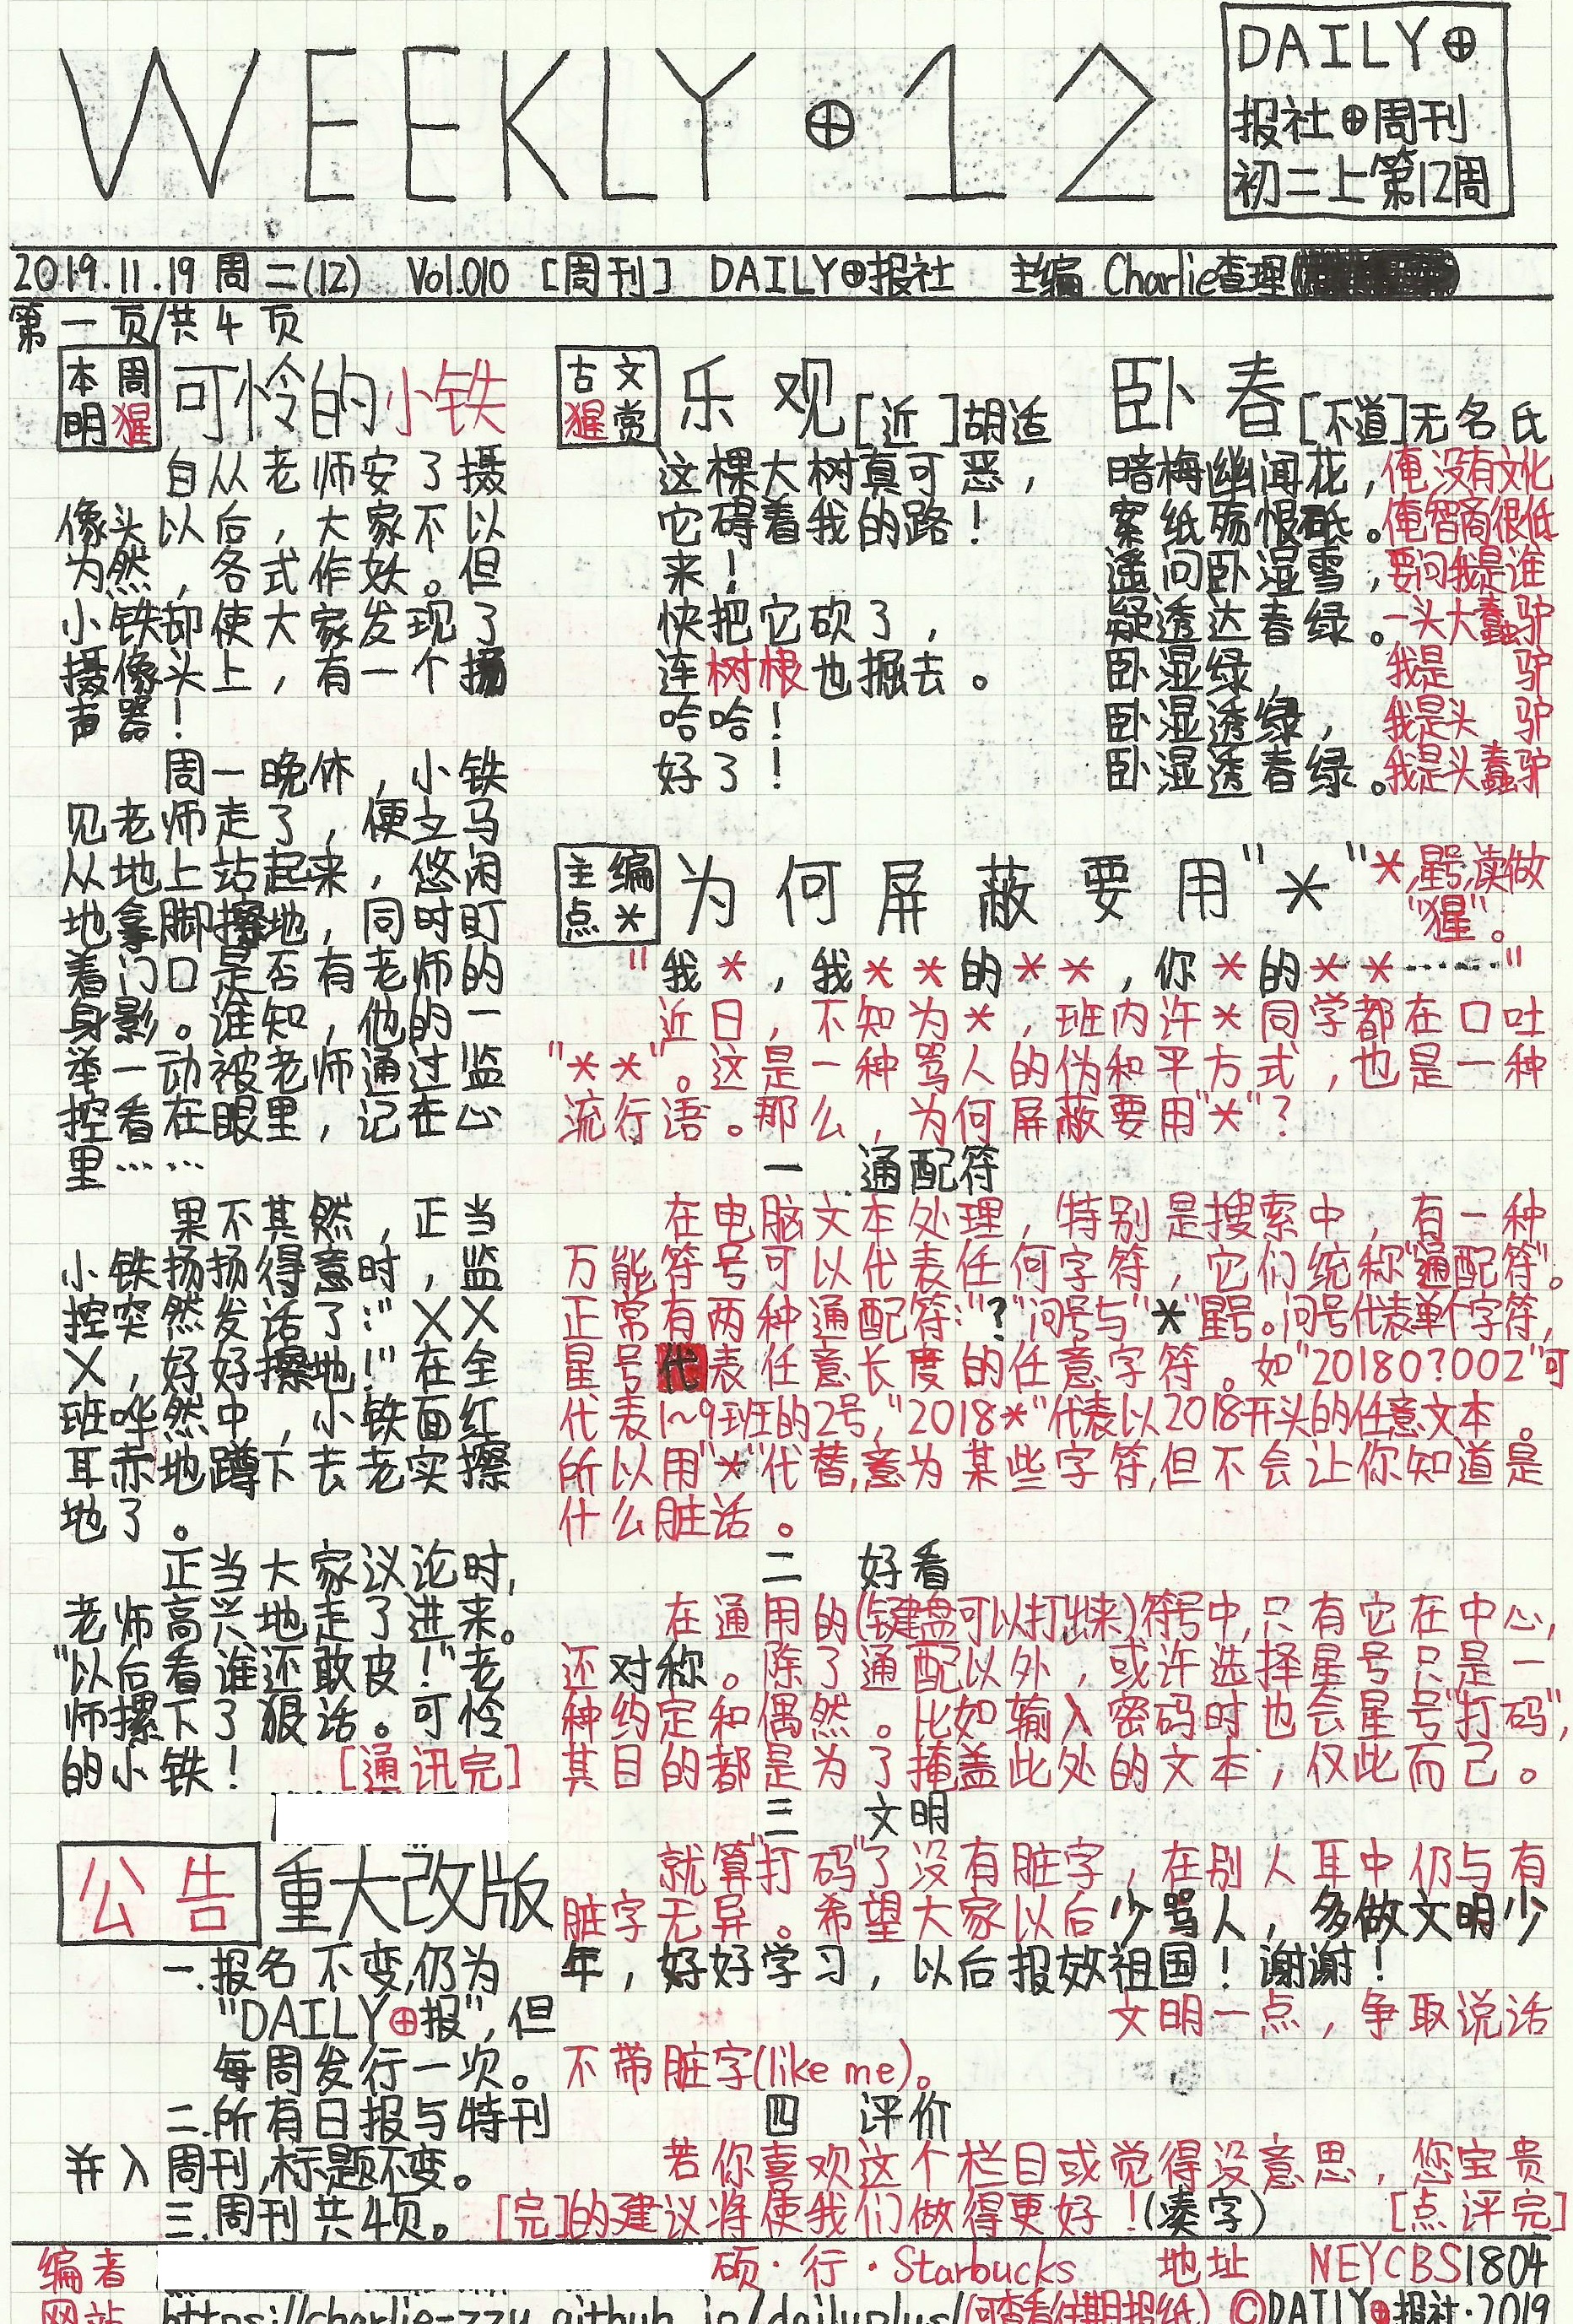 WEEKLY⊕12
DAILY⊕
报社⊕周刊
初二上第12周
2019.11.19 周二(12) Vol.010 [周刊] DAILY⊕报社 主编 Charlie查理
第一页/共4页
本周
明猩
可怜的小铁
自从老师安了摄
像头以后，大家不以
为然，各式作妖。但
小铁却使大家发现了
摄像头上，有一个扬
声器！
周一晚休，小铁
见老师走了，便立马
从地上站起来，悠闲
地拿脚擦地，同时盯
着门口是否有老师的
身影。谁知，他的一
举一动被老师通过监
控看在眼里，记在心
里……
果不其然，正当
小铁扬扬得意时，监
控突然发话了:“XX
X，好好擦地！”在全
班哗然中，小铁面红
耳赤地蹲下去老实擦
地了。
正当大家议论时，
老师高兴地走了进来。
“以后看谁还敢皮！”老
师摞下了狠话。可怜
的小铁！ [通讯完]
公告
重大改版
一.报名不变,仍为
“DAILY⊕报”,但
每周发行一次。
二.所有日报与特刊
并入周刊,标题不变。
三.周刊共4页。 [完]
古文
猩赏
乐观[近]胡适
这棵大树真可恶，
它碍着我的路！
来！
快把它砍了，
连树根也掘去。
哈哈！
好了！
卧春[不道]无名氏
暗梅幽闻花，俺没有文化
案纸殇恨砥。俺智商很低
遥问卧湿雪，要问我是谁
疑透达春绿。一头大蠢驴
卧湿绿， 我是 驴
卧湿透绿， 我是头 驴
卧湿透春绿。我是头蠢驴
主编
点*
为何屏蔽要用“*”
*,星号,读做
“猩”。
“我*，我**的**，你*的**……”
近日，不知为*，班内许*同学都在口吐
“**”。这是一种骂人的伪和平方式，也是一种
流行语。那么，为何屏蔽要用“*”？
一 通配符
在电脑文本处理，特别是搜索中，有一种
万能符号可以代表任何字符，它们统称“通配符”。
正常有两种通配符:“?”问号与“*”星号。问号代表单个字符，
星号代表任意长度的任意字符。如“20180?002”可
代表1~9班的2号,“2018*”代表以2018开头的任意文本。
所以用“*”代替,意为某些字符,但不会让你知道是
什么脏话。
二 好看
在通用的(键盘可以打出来)符号中,只有它在中心,
还对称。除了通配以外，或许选择星号只是一
种约定和偶然。比如输入密码时也会星号“打码”，
其目的都是为了掩盖此处的文本，仅此而已。
三 文明
就算“打码”了没有脏字，在别人耳中仍与有
脏字无异。希望大家以后少骂人，多做文明少
年，好好学习，以后报效祖国！谢谢！
文明一点，争取说话
不带脏字(like me)。
四 评价
若你喜欢这个栏目或觉得没意思，您宝贵
的建议将使我们做得更好！(凑字) [点评完]
编者 硕·行·Starbucks 地址 NEYCBS1804
网站 https://charlie-zzy.github.io/dailyplus/(可查看往期报纸) ©DAILY⊕报社·2019